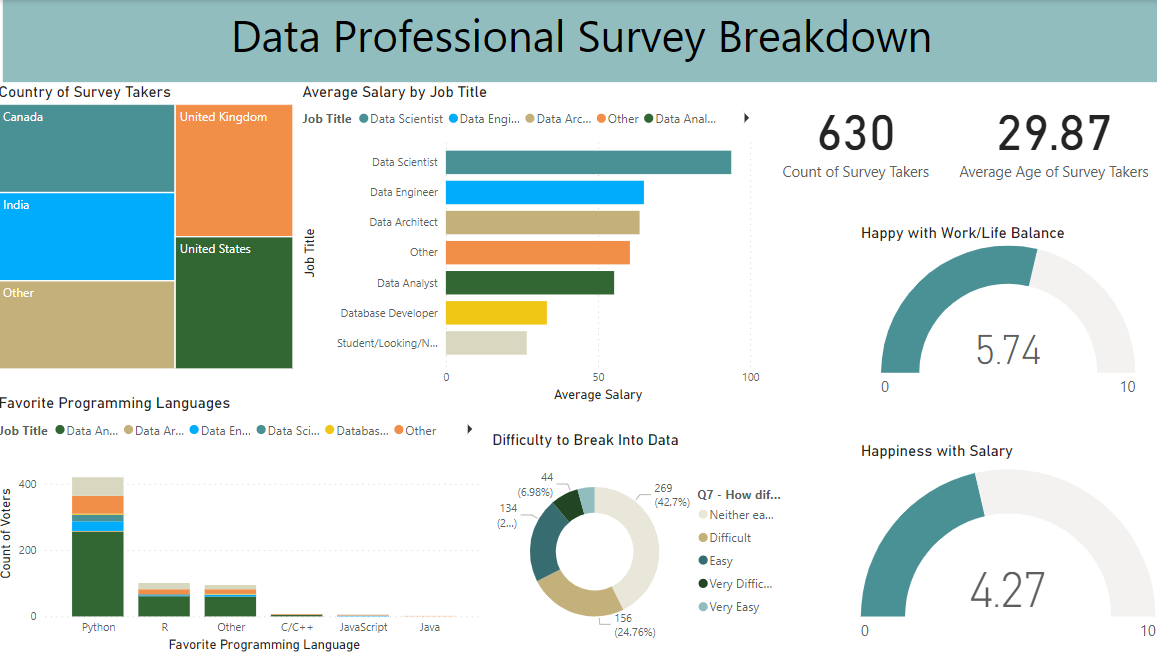 Data Professional Survey Breakdown
Country of Survey Takers
Canada
United Kingdom
India
United States
Other
Average Salary by Job Title
Job Title Data Scientist Data Engi... Data Arc... Other Data Anal...
Job Title
Data Scientist
Data Engineer
Data Architect
Other
Data Analyst
Database Developer
Student/Looking/N...
0 50 100
Average Salary
630
Count of Survey Takers
29.87
Average Age of Survey Takers
Happy with Work/Life Balance
5.74
0 10
Favorite Programming Languages
Job Title Data An... Data Ar... Data En... Data Sci... Databas... Other
Count of Voters
400
200
0
Python R Other C/C++ JavaScript Java
Favorite Programming Language
Difficulty to Break Into Data
44
(6.98%)
134
(2...)
269
(42.7%)
156
(24.76%)
Q7 - How dif...
Neither ea...
Difficult
Easy
Very Diffic...
Very Easy
Happiness with Salary
4.27
0 10